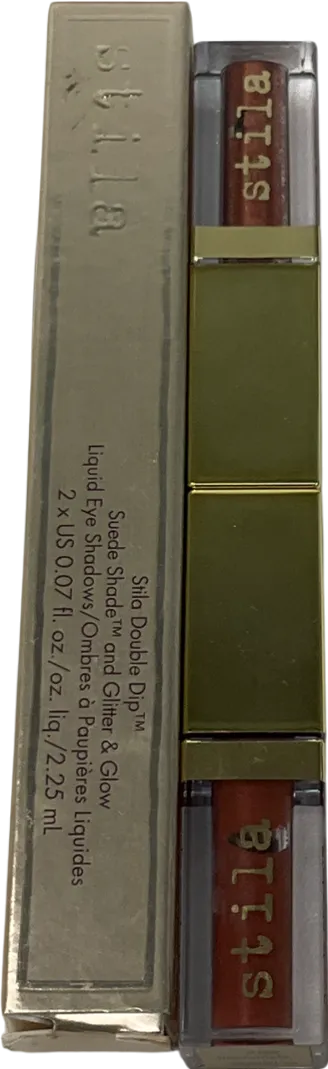 stila
Stila Double Dip™
Suede Shade™ and Glitter & Glow
Liquid Eye Shadows/Ombres à Paupières Liquides
2 x US 0.07 fl. oz./oz. liq./2.25 mL
stila
stila